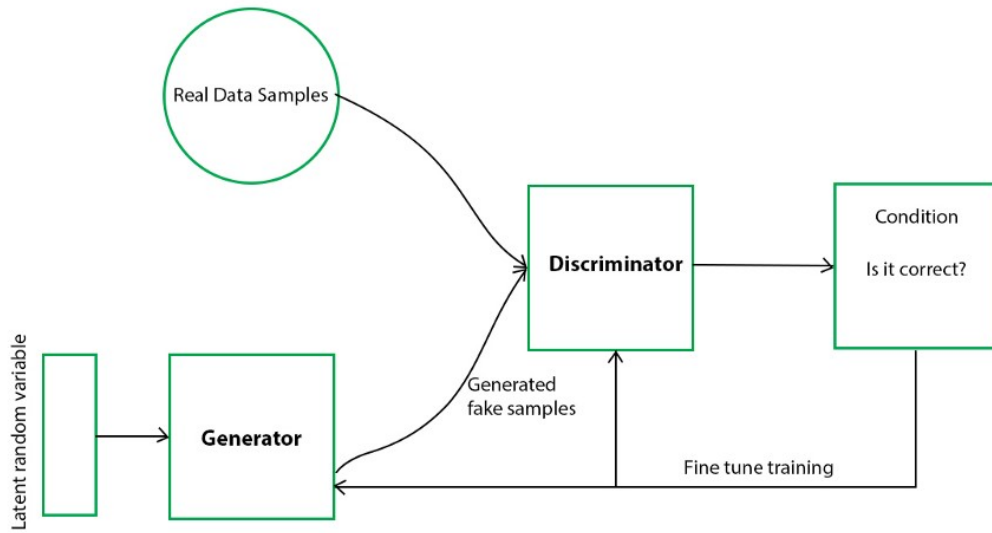 Real Data Samples
Discriminator
Condition
Is it correct?
Latent random variable
Generator
Generated
fake samples
Fine tune training